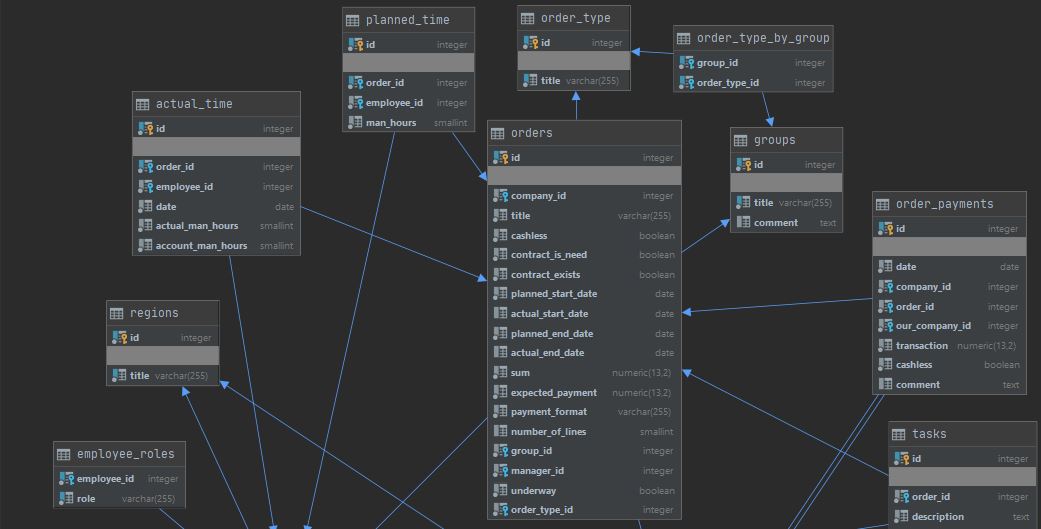 planned_time
id integer
order_id integer
employee_id integer
man_hours smallint
order_type
id integer
title varchar(255)
order_type_by_group
group_id integer
order_type_id integer
actual_time
id integer
order_id integer
employee_id integer
date date
actual_man_hours smallint
account_man_hours smallint
orders
id integer
company_id integer
title varchar(255)
cashless boolean
contract_is_need boolean
contract_exists boolean
planned_start_date date
actual_start_date date
planned_end_date date
actual_end_date date
sum numeric(13,2)
expected_payment numeric(13,2)
payment_format varchar(255)
number_of_lines smallint
group_id integer
manager_id integer
underway boolean
order_type_id integer
groups
id integer
title varchar(255)
comment text
order_payments
id integer
date date
company_id integer
order_id integer
our_company_id integer
transaction numeric(13,2)
cashless boolean
comment text
regions
id integer
title varchar(255)
employee_roles
employee_id integer
role varchar(255)
tasks
id integer
order_id integer
description text